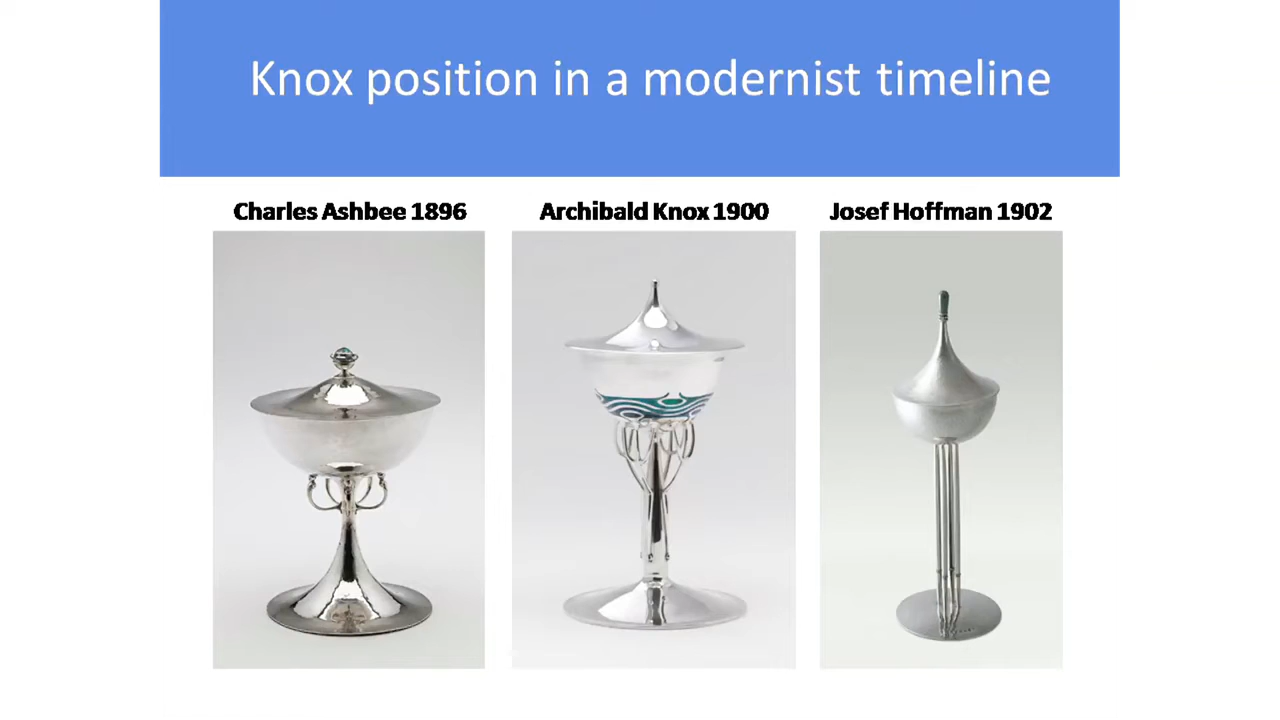 Knox position in a modernist timeline
Charles Ashbee 1896
Archibald Knox 1900
Josef Hoffman 1902